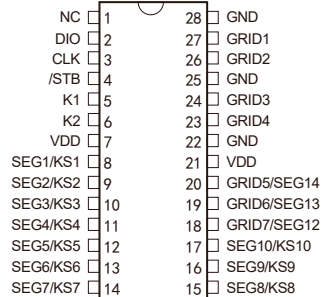 NC 1 28 GND
DIO 2 27 GRID1
CLK 3 26 GRID2
/STB 4 25 GND
K1 5 24 GRID3
K2 6 23 GRID4
VDD 7 22 GND
SEG1/KS1 8 21 VDD
SEG2/KS2 9 20 GRID5/SEG14
SEG3/KS3 10 19 GRID6/SEG13
SEG4/KS4 11 18 GRID7/SEG12
SEG5/KS5 12 17 SEG10/KS10
SEG6/KS6 13 16 SEG9/KS9
SEG7/KS7 14 15 SEG8/KS8